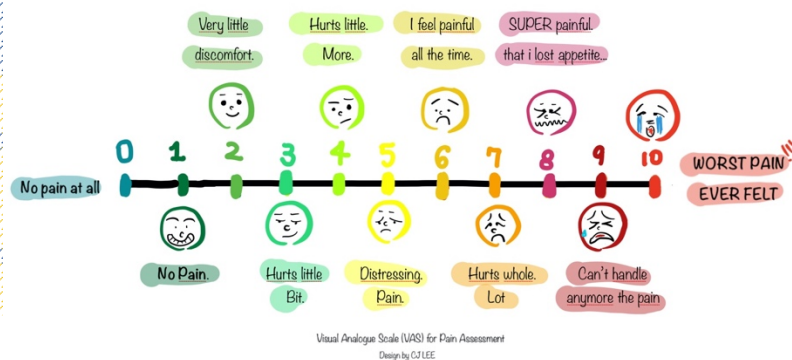 Very little
discomfort.
Hurts little.
More.
I feel painful
all the time.
SUPER painful
that i lost appetite...
0 1 2 3 4 5 6 7 8 9 10
No pain at all
WORST PAIN
EVER FELT
No Pain.
Hurts little
Bit.
Distressing.
Pain.
Hurts whole.
Lot
Can't handle
anymore the pain
Visual Analogue Scale (VAS) for Pain Assessment
Design by CJ LEE